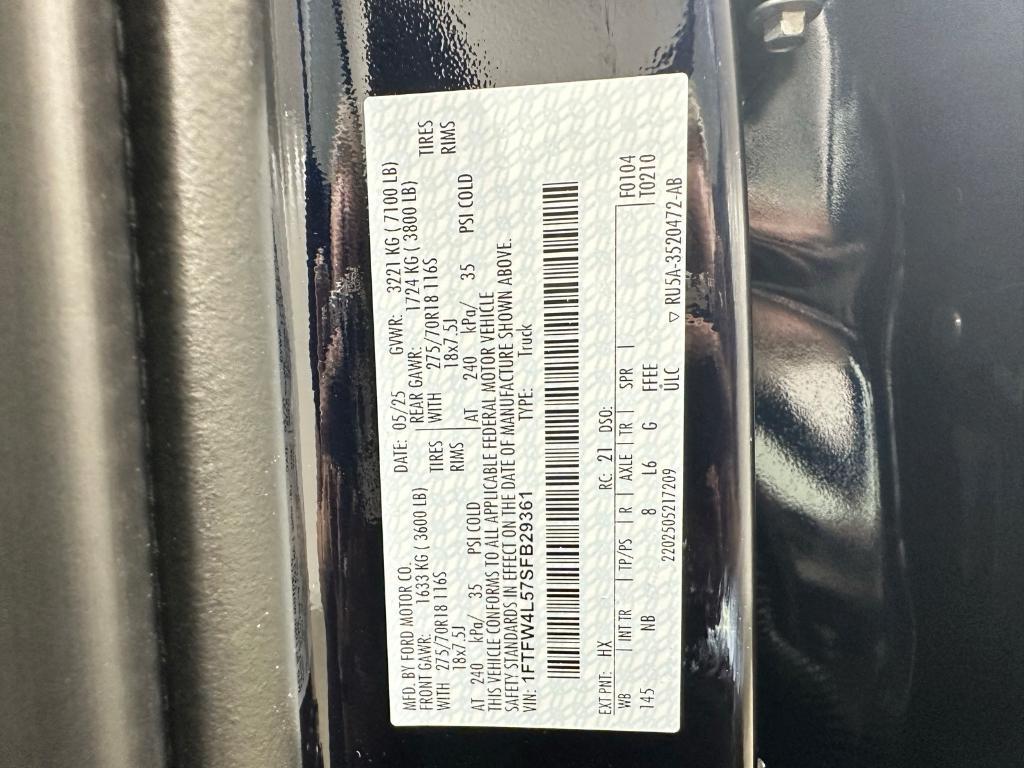 MFD. BY FORD MOTOR CO. DATE: 05/25 GVWR: 3221 KG ( 7100 LB)
FRONT GAWR: 1633 KG ( 3600 LB) REAR GAWR: 1724 KG ( 3800 LB)
WITH 275/70R18 116S TIRES WITH 275/70R18 116S TIRES
18x7.5J RIMS 18x7.5J RIMS
AT 240 kPa/ 35 PSI COLD AT 240 kPa/ 35 PSI COLD
THIS VEHICLE CONFORMS TO ALL APPLICABLE FEDERAL MOTOR VEHICLE
SAFETY STANDARDS IN EFFECT ON THE DATE OF MANUFACTURE SHOWN ABOVE.
VIN: 1FTFW4L57SFB29361 TYPE: Truck
EXT PNT: HX RC: 21 DSO: F0104
WB INT TR TP/PS R AXLE TR SPR T0210
145 NB 8 L6 G FFEE
2202505217209 ULC ▽ RU5A-3520472-AB